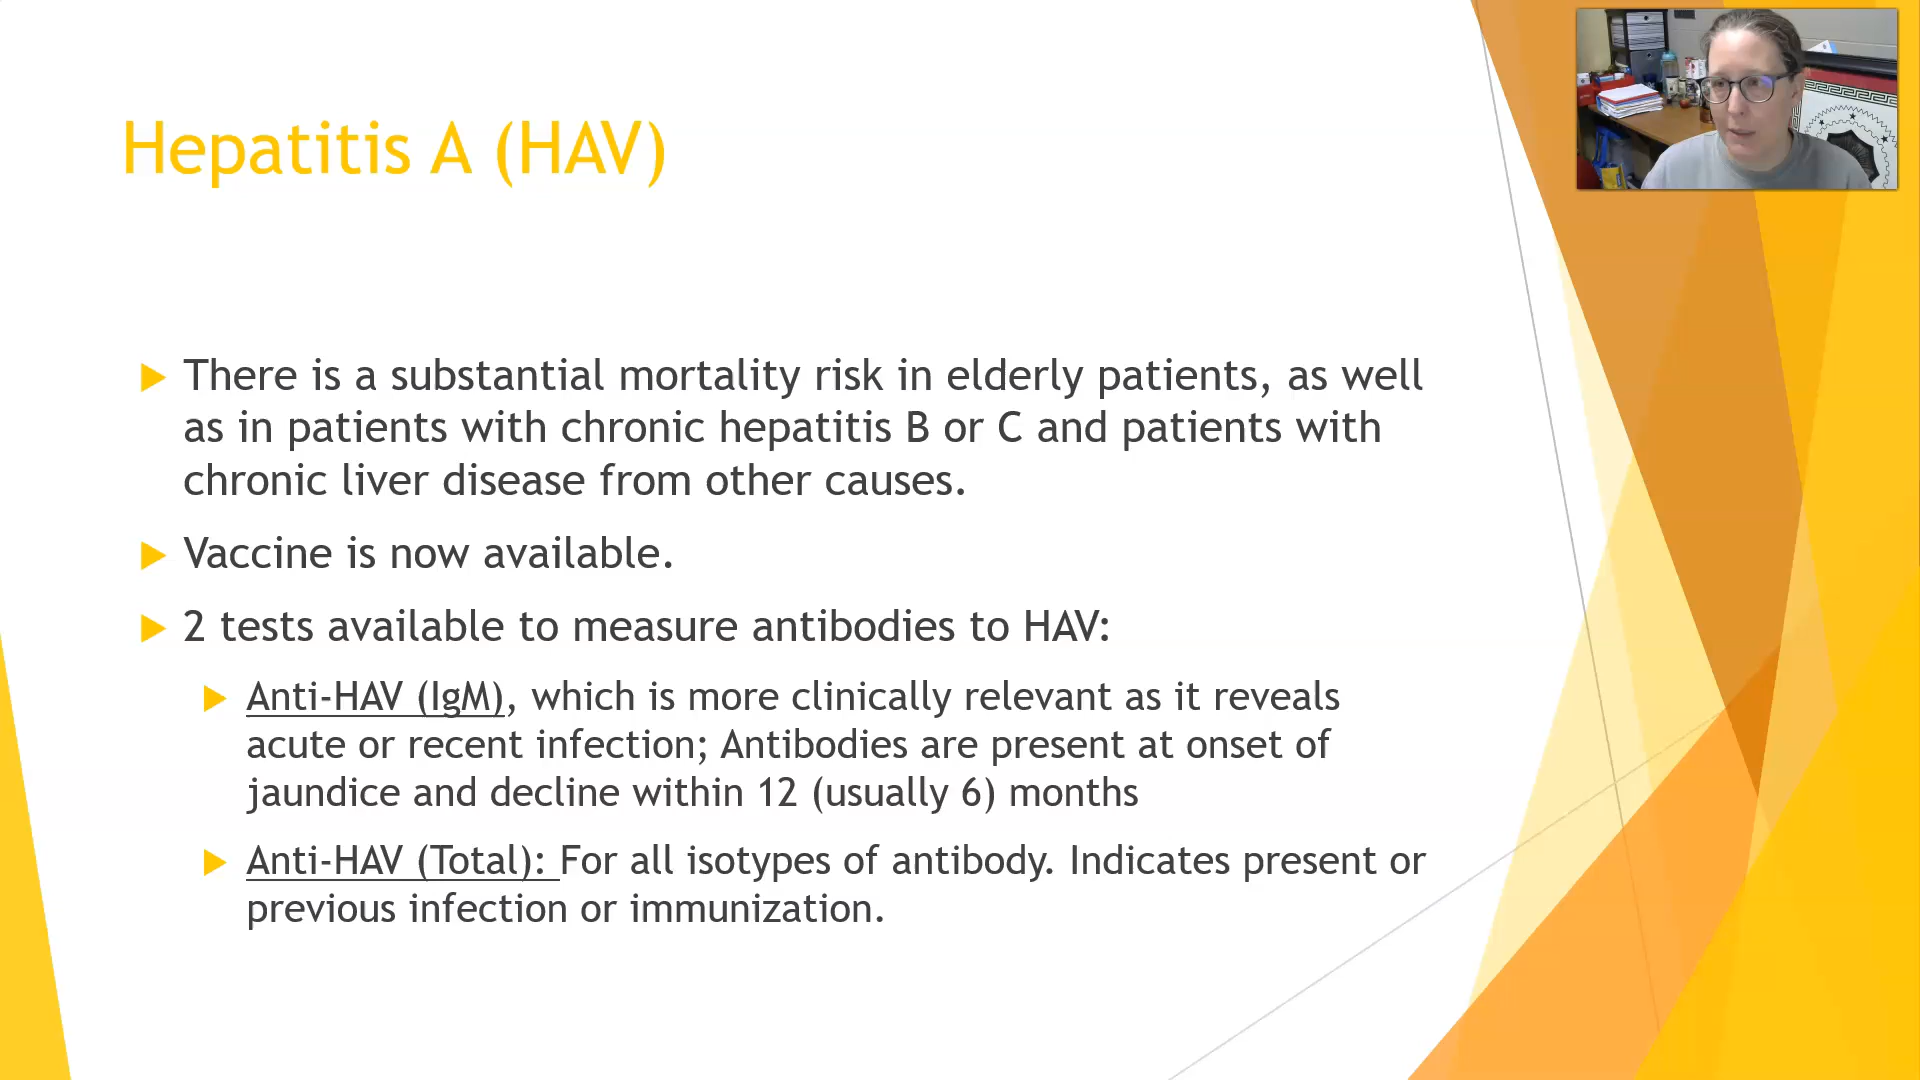 Hepatitis A (HAV)
There is a substantial mortality risk in elderly patients, as well
as in patients with chronic hepatitis B or C and patients with
chronic liver disease from other causes.
Vaccine is now available.
2 tests available to measure antibodies to HAV:
Anti-HAV (IgM), which is more clinically relevant as it reveals
acute or recent infection; Antibodies are present at onset of
jaundice and decline within 12 (usually 6) months
Anti-HAV (Total): For all isotypes of antibody. Indicates present or
previous infection or immunization.